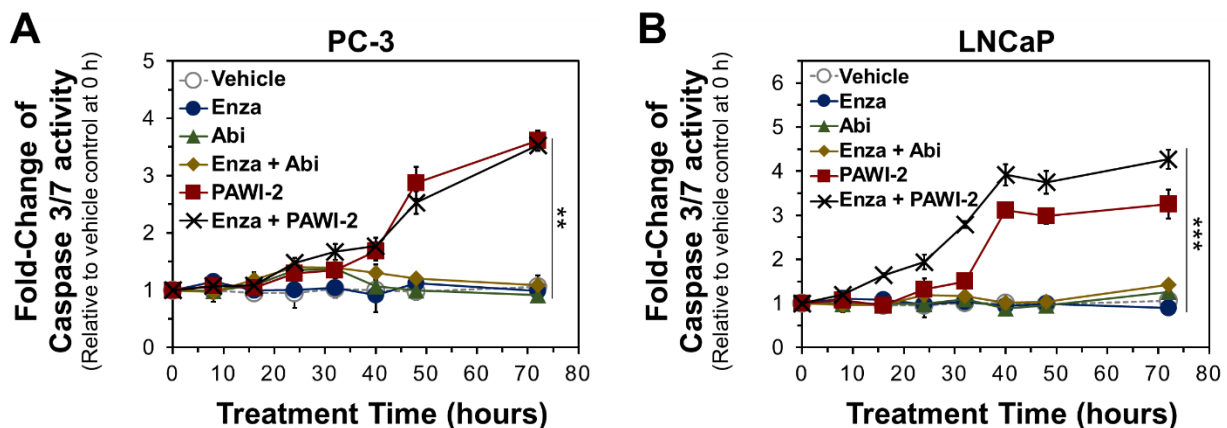 A
PC-3
Fold-Change of
Caspase 3/7 activity
(Relative to vehicle control at 0 h)
5
4
3
2
1
0
Vehicle
Enza
Abi
Enza + Abi
PAWI-2
Enza + PAWI-2
**
0 10 20 30 40 50 60 70 80
Treatment Time (hours)
B
LNCaP
Fold-Change of
Caspase 3/7 activity
(Relative to vehicle control at 0 h)
6
5
4
3
2
1
0
Vehicle
Enza
Abi
Enza + Abi
PAWI-2
Enza + PAWI-2
***
0 10 20 30 40 50 60 70 80
Treatment Time (hours)